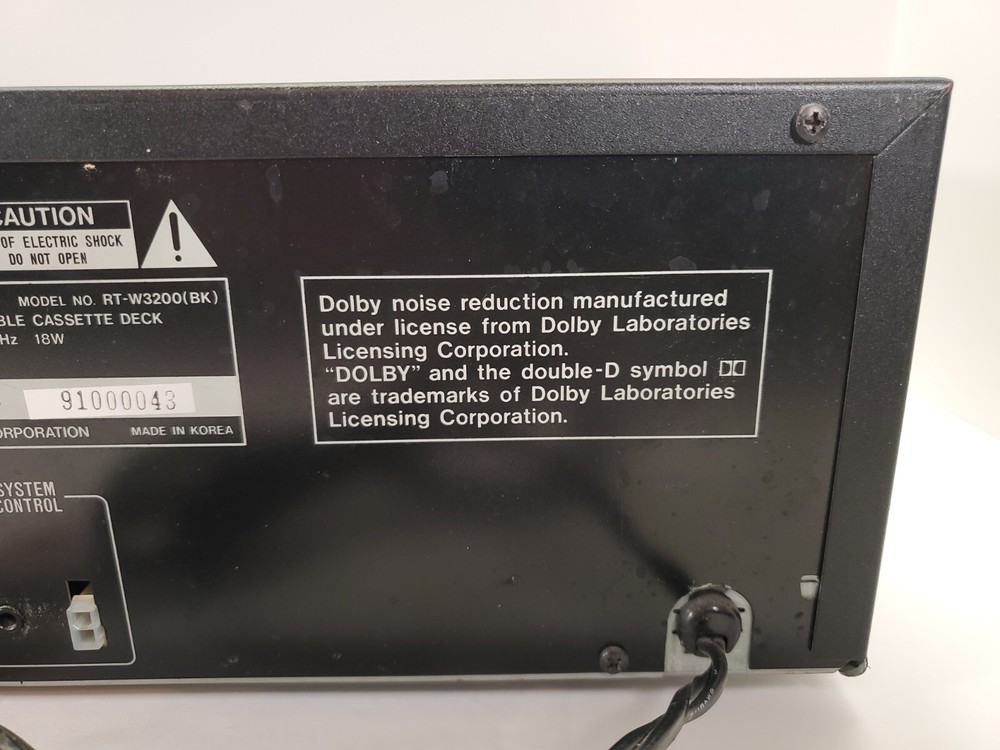 CAUTION
OF ELECTRIC SHOCK
DO NOT OPEN
MODEL NO. RT-W3200(BK)
BLE CASSETTE DECK
Hz 18W
91000043
ORPORATION MADE IN KOREA
Dolby noise reduction manufactured
under license from Dolby Laboratories
Licensing Corporation.
“DOLBY” and the double-D symbol
are trademarks of Dolby Laboratories
Licensing Corporation.
SYSTEM
CONTROL